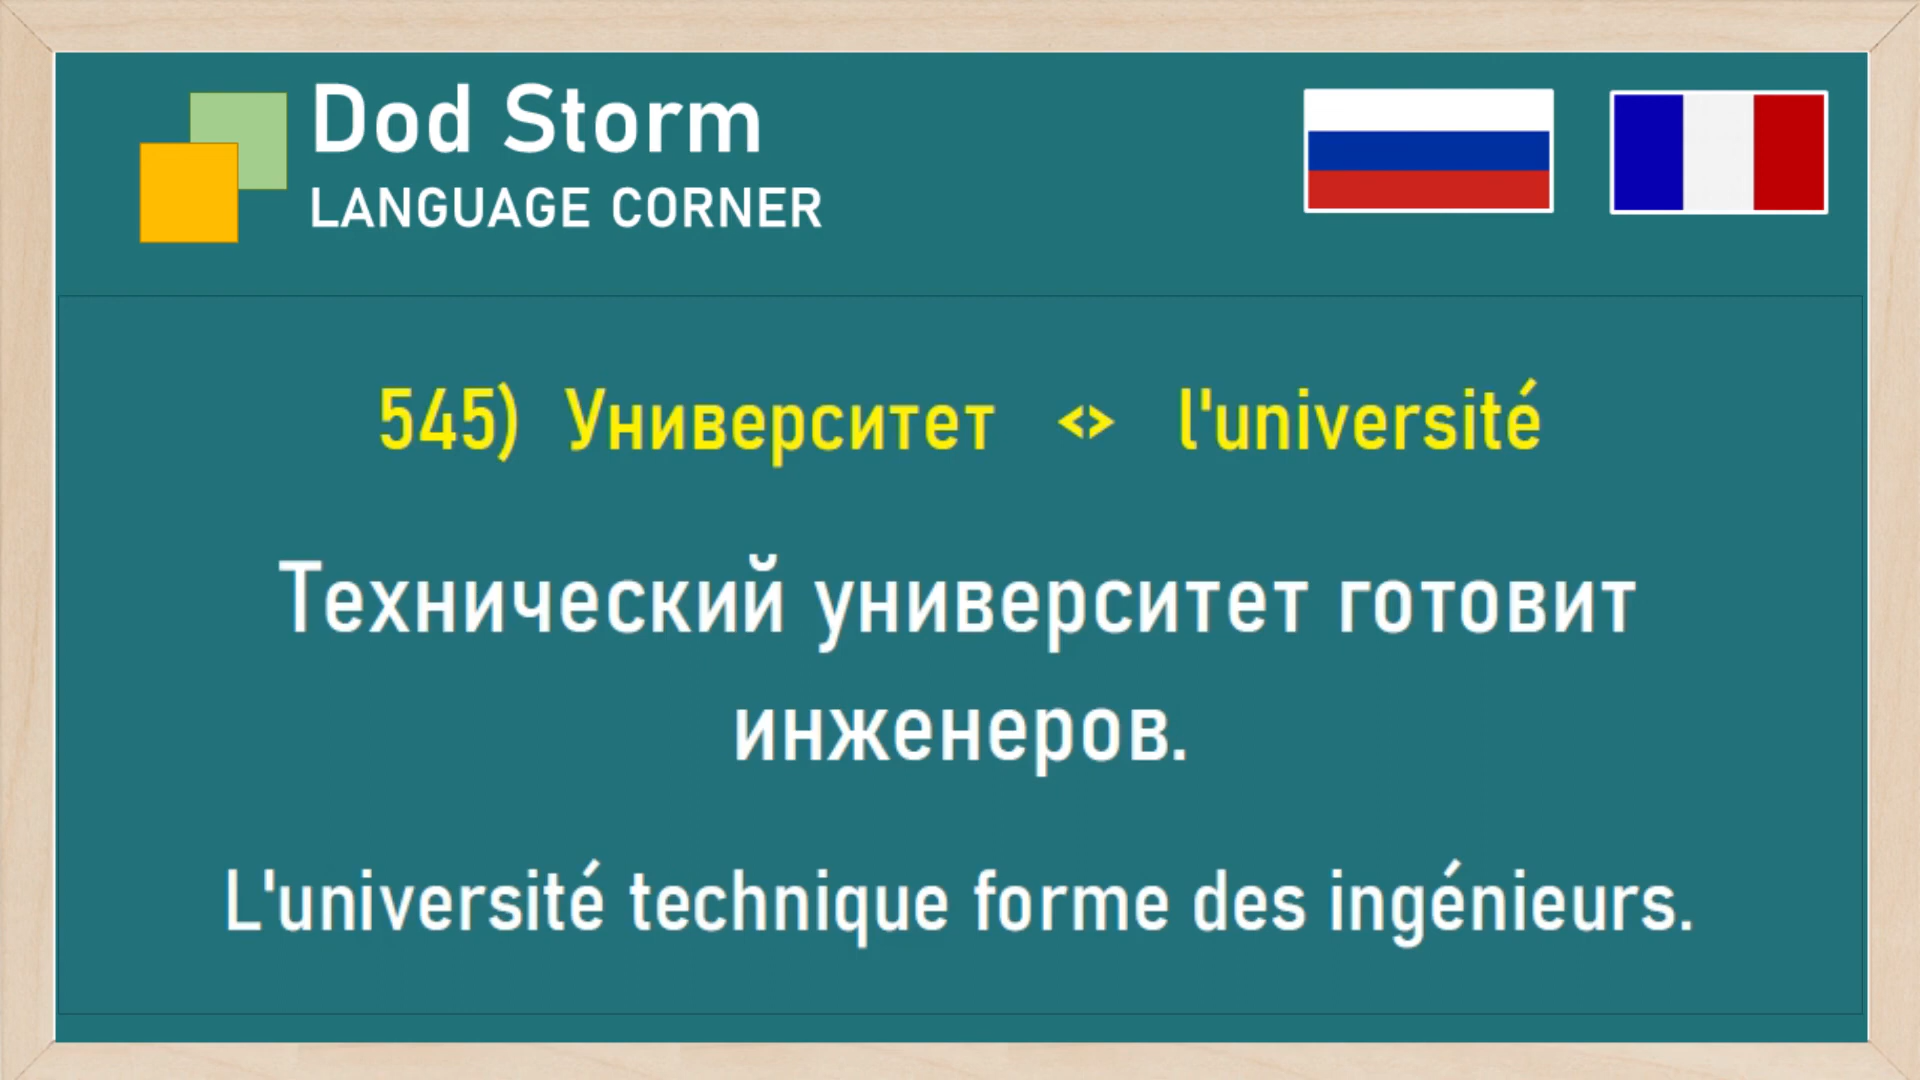 Dod Storm
LANGUAGE CORNER
545) Университет <> l'université
Технический университет готовит
инженеров.
L'université technique forme des ingénieurs.